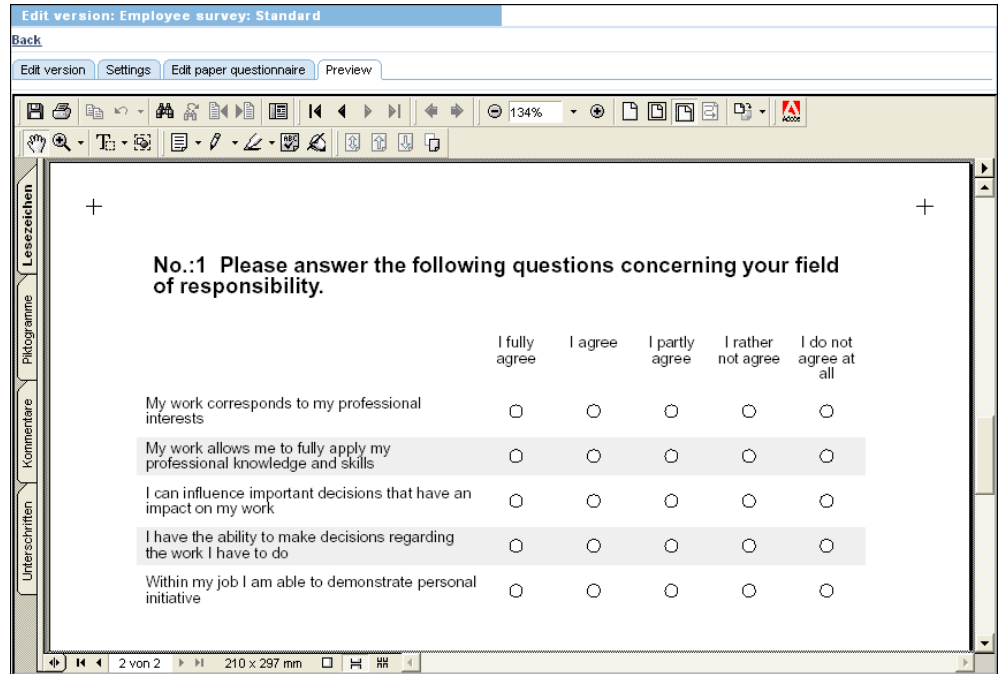 Edit version: Employee survey: Standard
Back
Edit version Settings Edit paper questionnaire Preview
134%
Adobe
Lesezeichen
Piktogramme
Kommentare
Unterschriften
No.:1 Please answer the following questions concerning your field
of responsibility.
I fully I agree I partly I rather I do not
agree agree not agree agree at
all
My work corresponds to my professional
interests
My work allows me to fully apply my
professional knowledge and skills
I can influence important decisions that have an
impact on my work
I have the ability to make decisions regarding
the work I have to do
Within my job I am able to demonstrate personal
initiative
2 von 2 210 x 297 mm